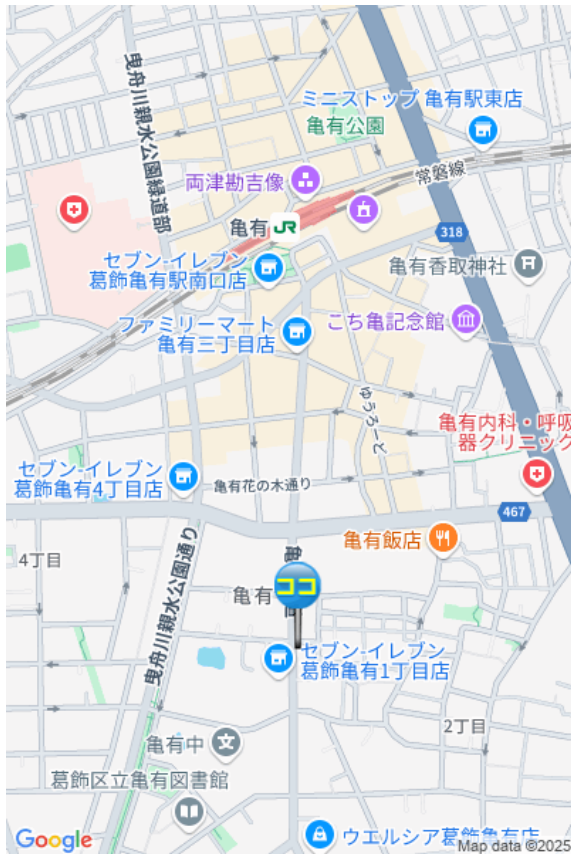 曳舟川親水公園緑道部
ミニストップ 亀有駅東店
亀有公園
常磐線
両津勘吉像
亀有
JR
318
セブン-イレブン
葛飾亀有駅南口店
亀有香取神社
ファミリーマート
亀有三丁目店
こち亀記念館
ゆうろーど
亀有内科・呼吸
器クリニック
セブン-イレブン
葛飾亀有4丁目店
亀有花の木通り
467
亀有飯店
4丁目
曳舟川親水公園通り
ココ
亀有
セブン-イレブン
葛飾亀有1丁目店
2丁目
亀有中
文
葛飾区立亀有図書館
ウエルシア葛飾亀有店
Google
Map data ©2025